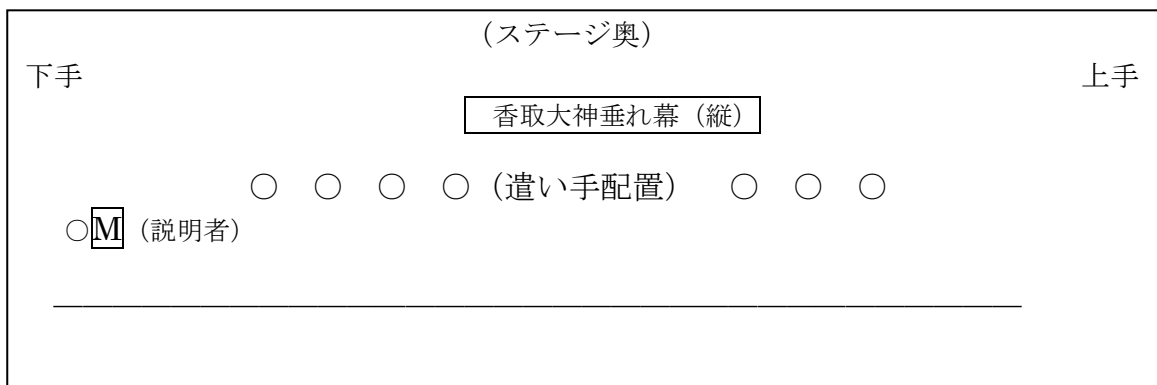 （ステージ奥）
下手 上手
香取大神垂れ幕（縦）
○ ○ ○ ○（遣い手配置） ○ ○ ○
○M（説明者）